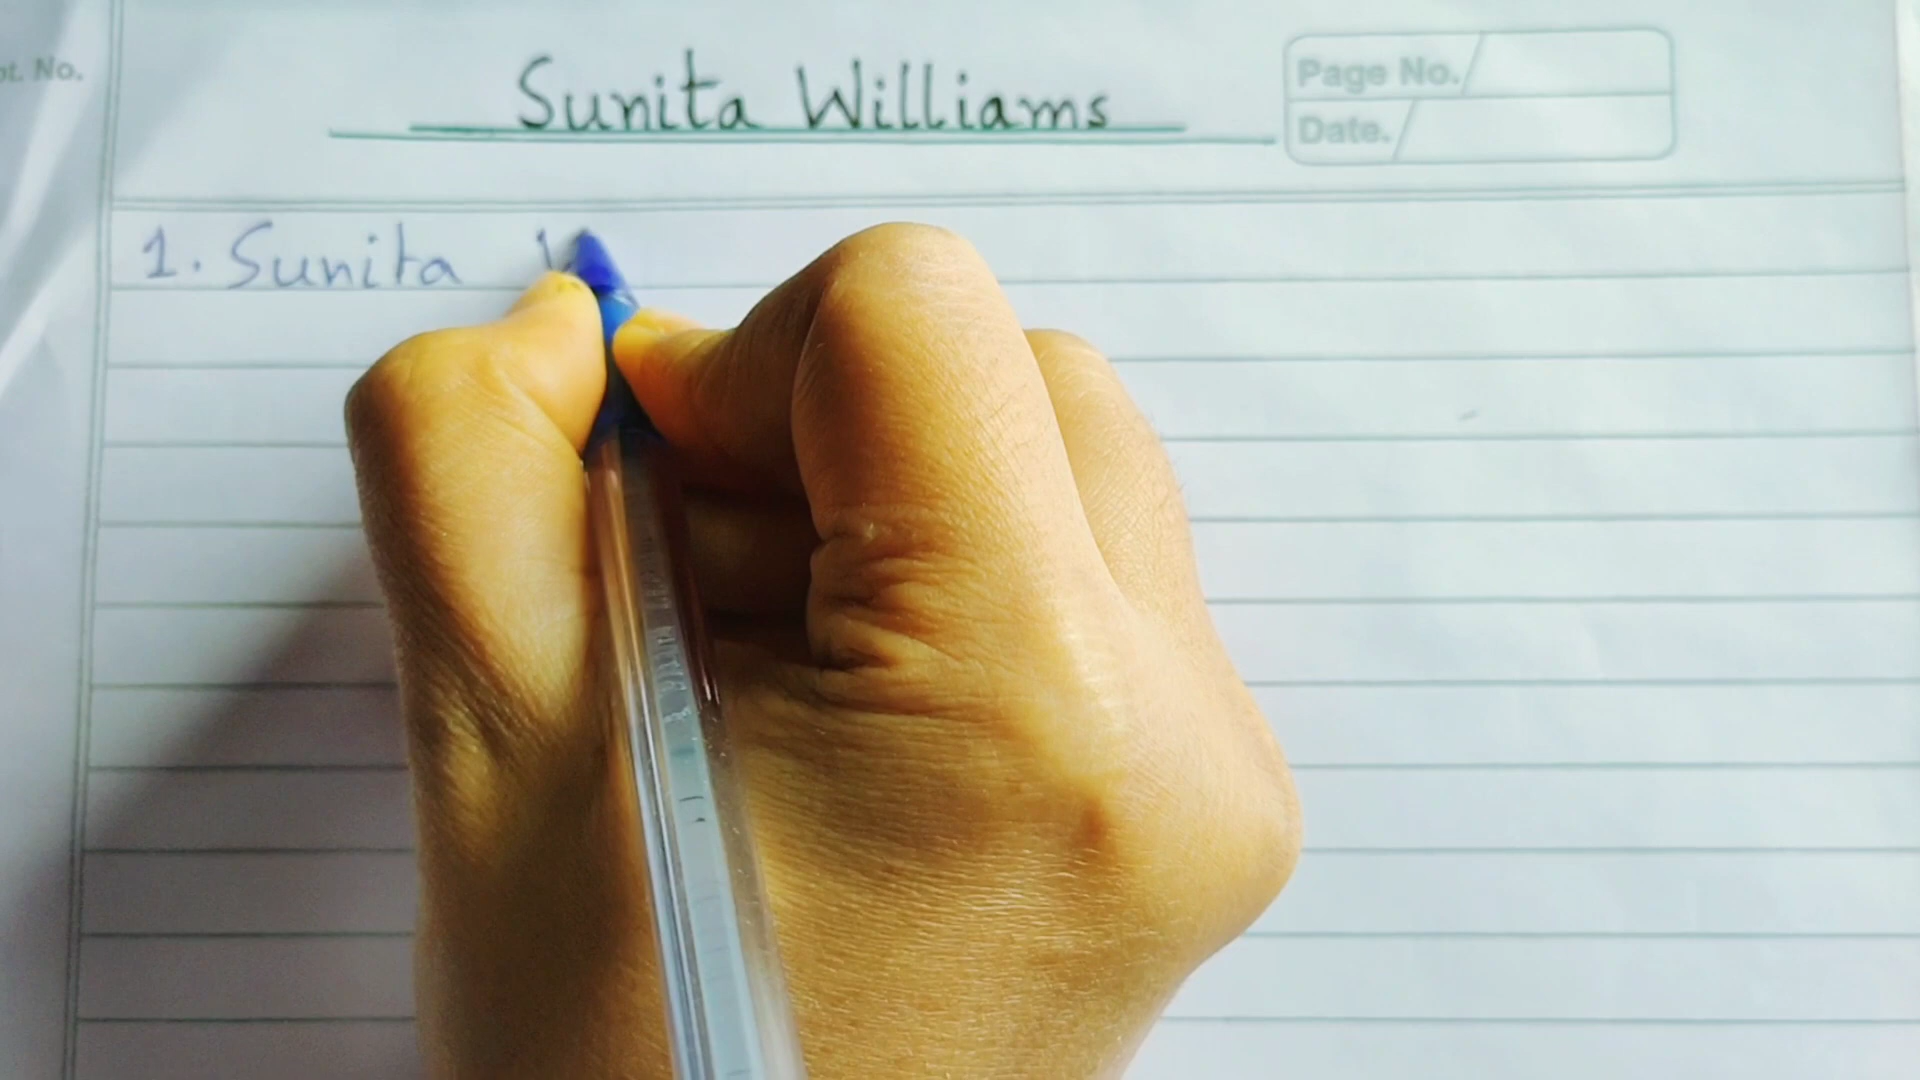 pt. No.
Sunita Williams
Page No.
Date.
1. Sunita